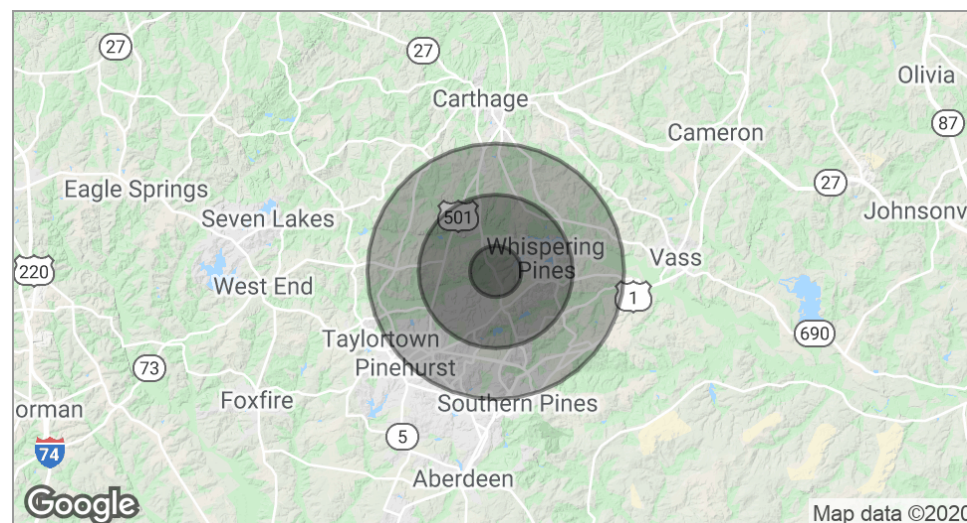 27
27
Olivia
Carthage
87
Cameron
27
Eagle Springs
Seven Lakes
501
Johnsonv
Whispering
Pines
Vass
220
West End
1
690
Taylortown
Pinehurst
73
Foxfire
Southern Pines
orman
5
74
Aberdeen
Google
Map data ©2020